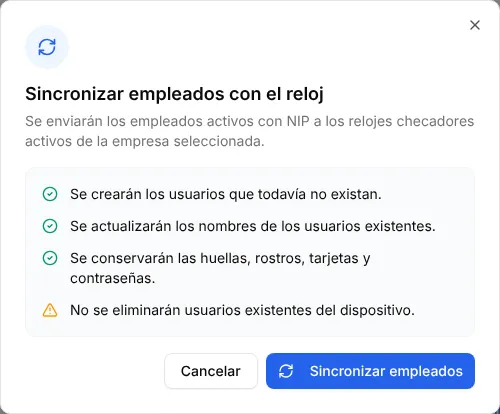 Sincronizar empleados con el reloj
Se enviarán los empleados activos con NIP a los relojes checadores
activos de la empresa seleccionada.
Se crearán los usuarios que todavía no existan.
Se actualizarán los nombres de los usuarios existentes.
Se conservarán las huellas, rostros, tarjetas y
contraseñas.
No se eliminarán usuarios existentes del dispositivo.
Cancelar
Sincronizar empleados